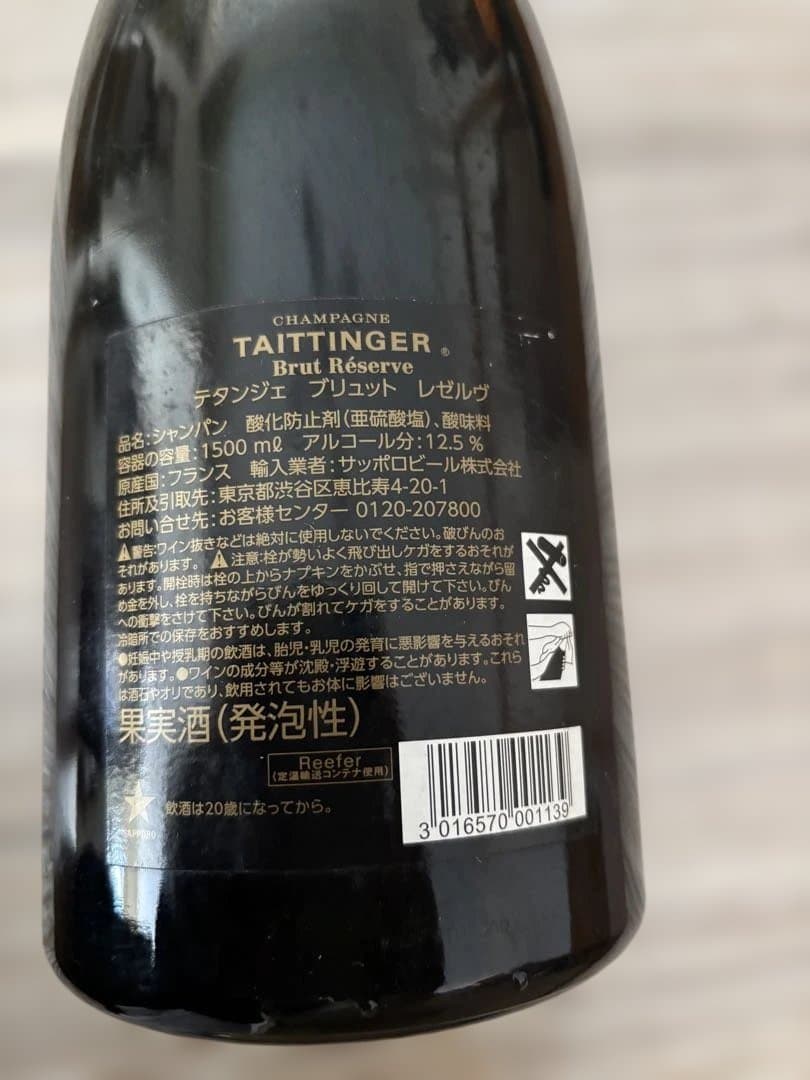 CHAMPAGNE
TAITTINGER®
Brut Réserve
テタンジェ ブリュット レゼルヴ
品名:シャンパン 酸化防止剤(亜硫酸塩)、酸味料
容器の容量:1500 mℓ アルコール分:12.5 %
原産国:フランス 輸入業者:サッポロビール株式会社
住所及引取先:東京都渋谷区恵比寿4-20-1
お問い合せ先:お客様センター 0120-207800
⚠警告:ワイン抜きなどは絶対に使用しないでください。破びんのお
それがあります。 ⚠注意:栓が勢いよく飛び出しケガをするおそれが
あります。開栓時は栓の上からナプキンをかぶせ、指で押さえながら留
め金を外し、栓を持ちながらびんをゆっくり回して開けて下さい。びん
への衝撃をさけて下さい。びんが割れてケガをすることがあります。
冷暗所での保存をおすすめします。
●妊娠中や授乳期の飲酒は、胎児・乳児の発育に悪影響を与えるおそれ
があります。●ワインの成分等が沈殿・浮遊することがあります。これら
は酒石やオリであり、飲用されてもお体に影響はございません。
果実酒(発泡性)
Reefer
(定温輸送コンテナ使用)
SAPPORO
飲酒は20歳になってから。
3 016570 001139